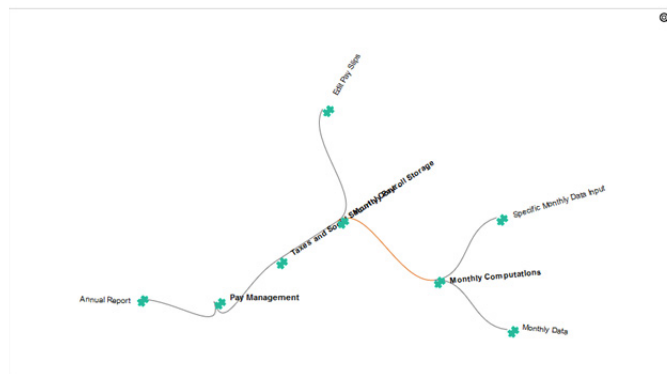 Edit Pay Slips
Monthly Payroll Storage
Taxes and
Specific Monthly Data Input
Monthly Computations
Pay Management
Annual Report
Monthly Data